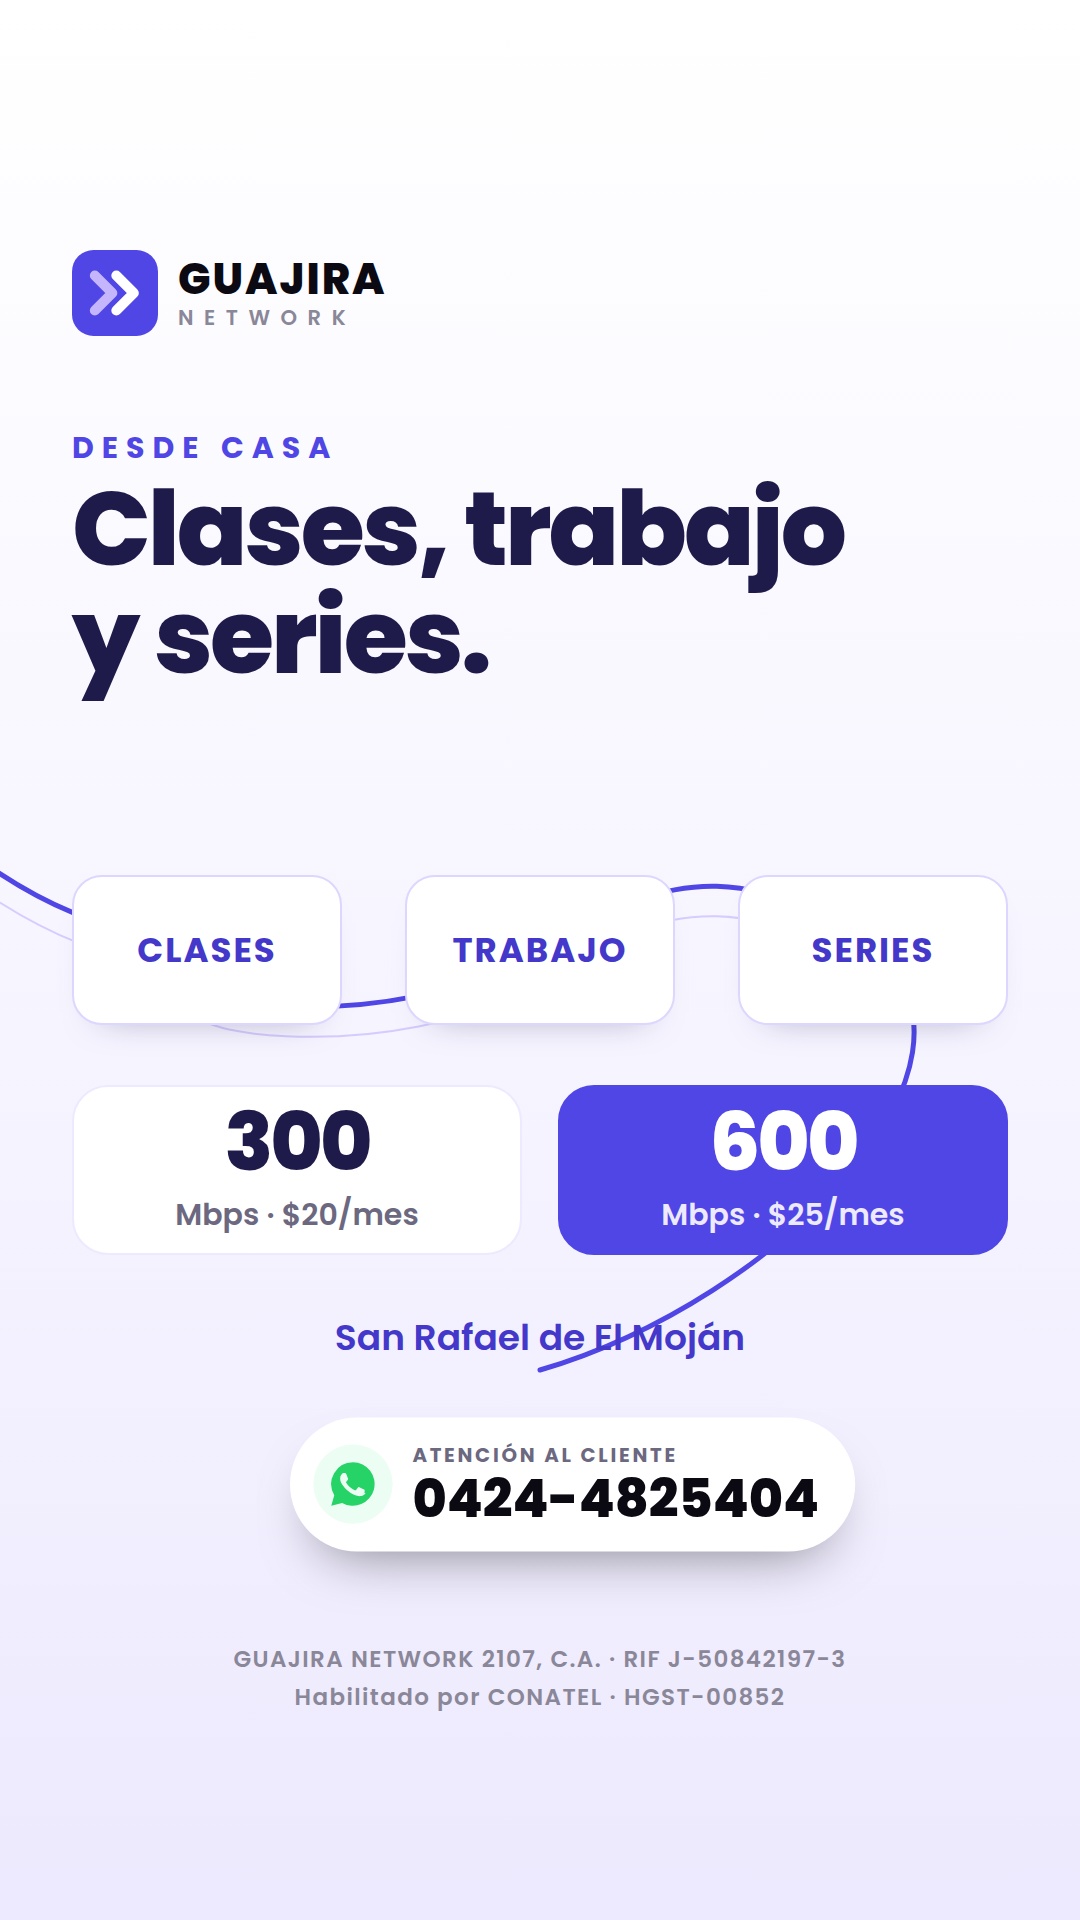 GUAJIRA
NETWORK
DESDE CASA
Clases, trabajo
y series.
CLASES
TRABAJO
SERIES
300
Mbps · $20/mes
600
Mbps · $25/mes
San Rafael de El Moján
ATENCIÓN AL CLIENTE
0424-4825404
GUAJIRA NETWORK 2107, C.A. · RIF J-50842197-3
Habilitado por CONATEL · HGST-00852